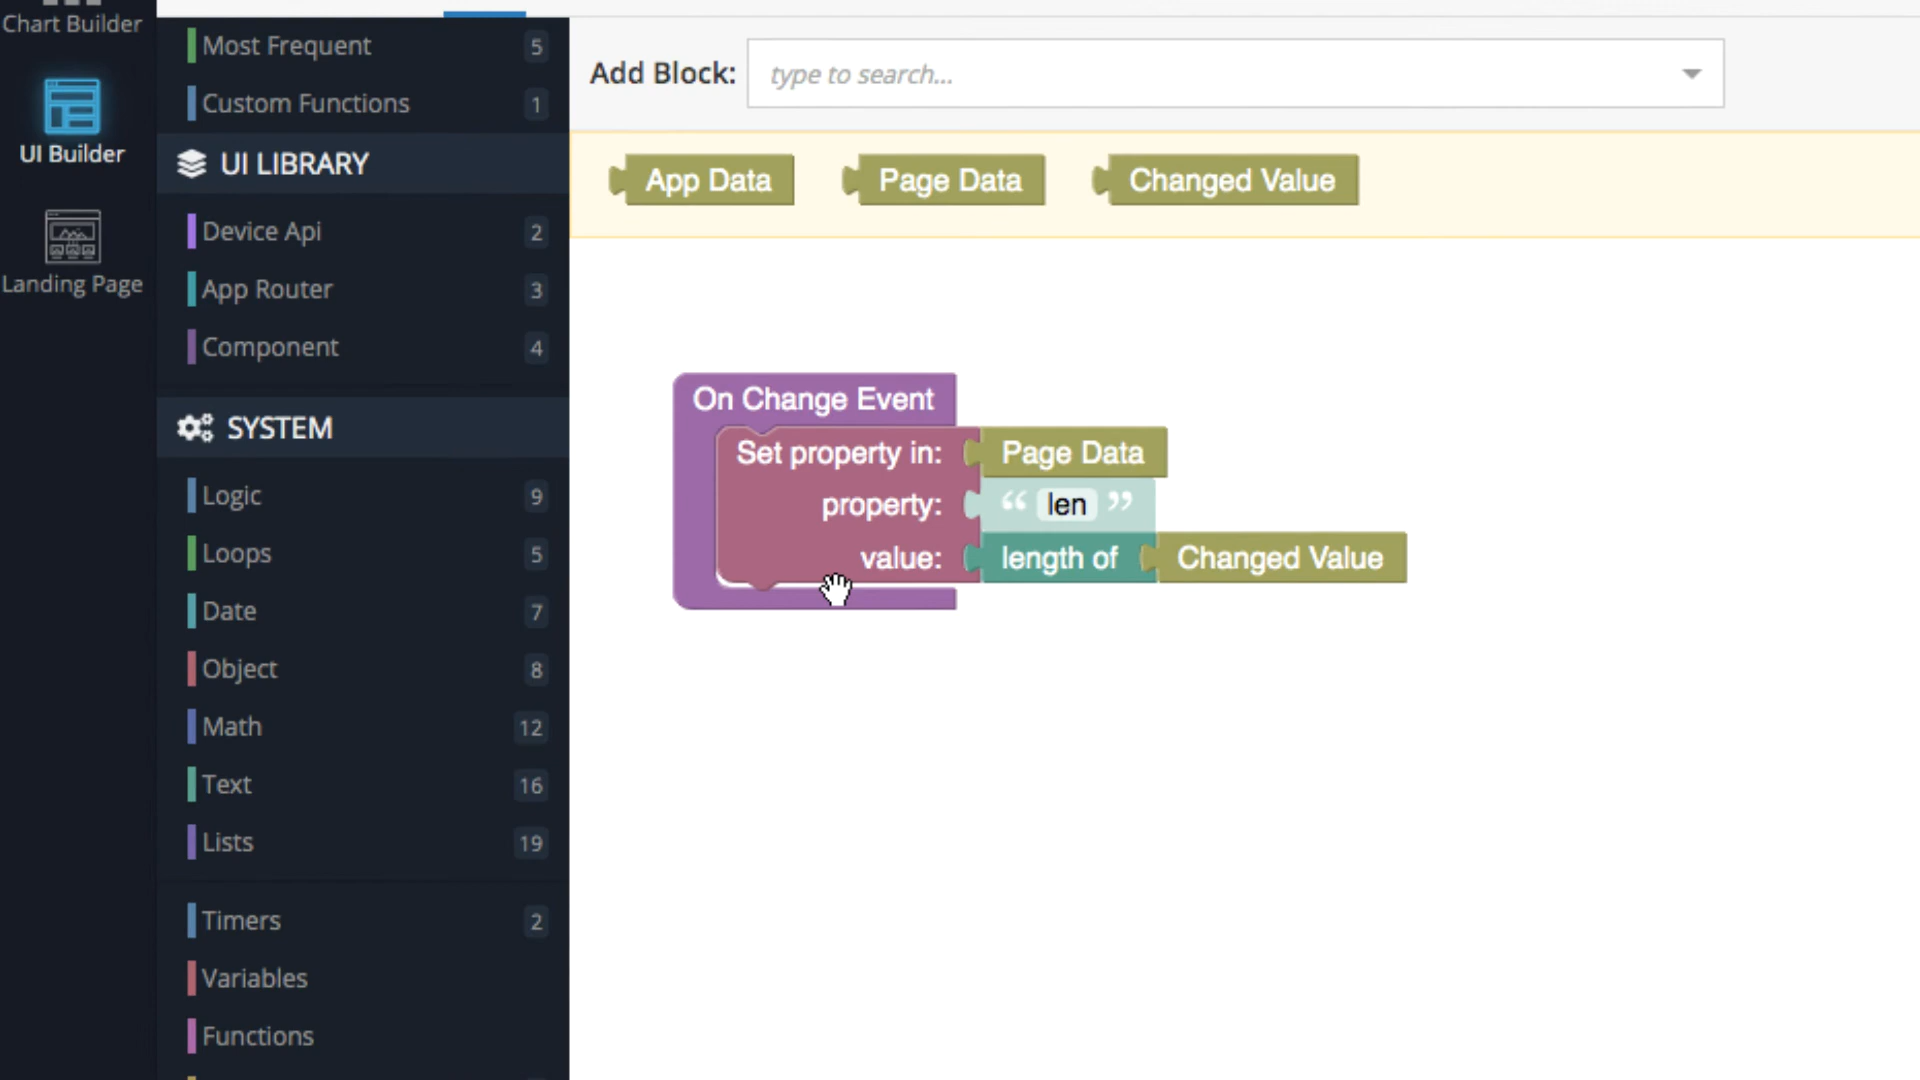 Chart Builder
UI Builder
Landing Page
Most Frequent 5
Custom Functions 1
UI LIBRARY
Device Api 2
App Router 3
Component 4
SYSTEM
Logic 9
Loops 5
Date 7
Object 8
Math 12
Text 16
Lists 19
Timers 2
Variables
Functions
Add Block: type to search...
App Data Page Data Changed Value
On Change Event
Set property in: Page Data
property: “ len ”
value: length of Changed Value